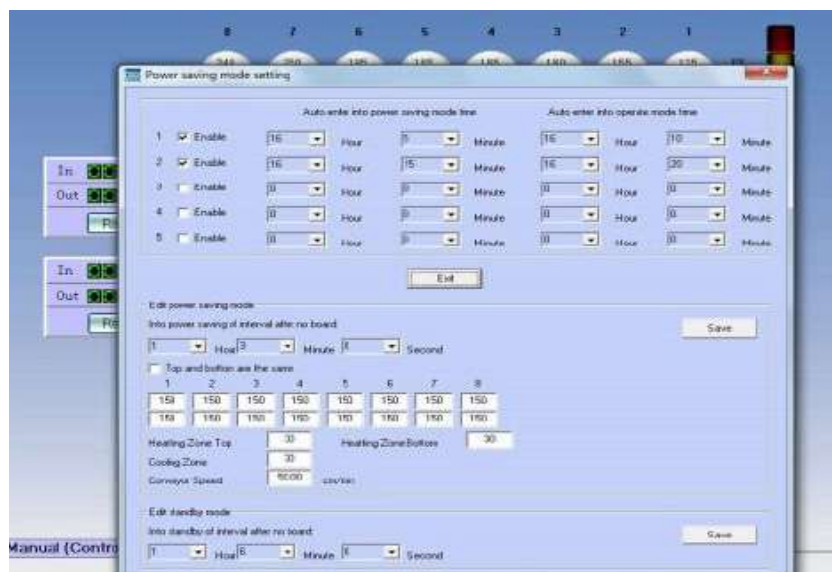 8 7 6 5 4 3 2 1
Power saving mode setting
Auto ente into power saving mode time Auto enter into operate mode time
1 Enable 16 Hour 5 Minute 16 Hour 10 Minute
2 Enable 16 Hour 15 Minute 16 Hour 20 Minute
3 Enable 0 Hour 0 Minute 0 Hour 0 Minute
4 Enable 0 Hour 0 Minute 0 Hour 0 Minute
5 Enable 0 Hour 0 Minute 0 Hour 0 Minute
In
Out
In
Out
Exit
Edit power saving mode
Into power saving of interval after no board:
Save
1 Hour 3 Minute Second
Top and bottom are the same
1 2 3 4 5 6 7 8
150 150 150 150 150 150 150 150
150 150 150 150 150 150 150 150
Heating Zone Top 30 Heating Zone Bottom 30
Cooling Zone 30
Conveyor Speed 50.00 cm/min
Edit standby mode
Into standby of interval after no board:
Save
Manual (Contro
1 Hour 6 Minute Second